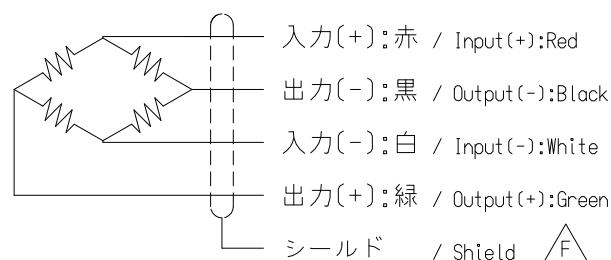 入力(+):赤 / Input(+):Red
出力(-):黒 / Output(-):Black
入力(-):白 / Input(-):White
出力(+):緑 / Output(+):Green
シールド / Shield F